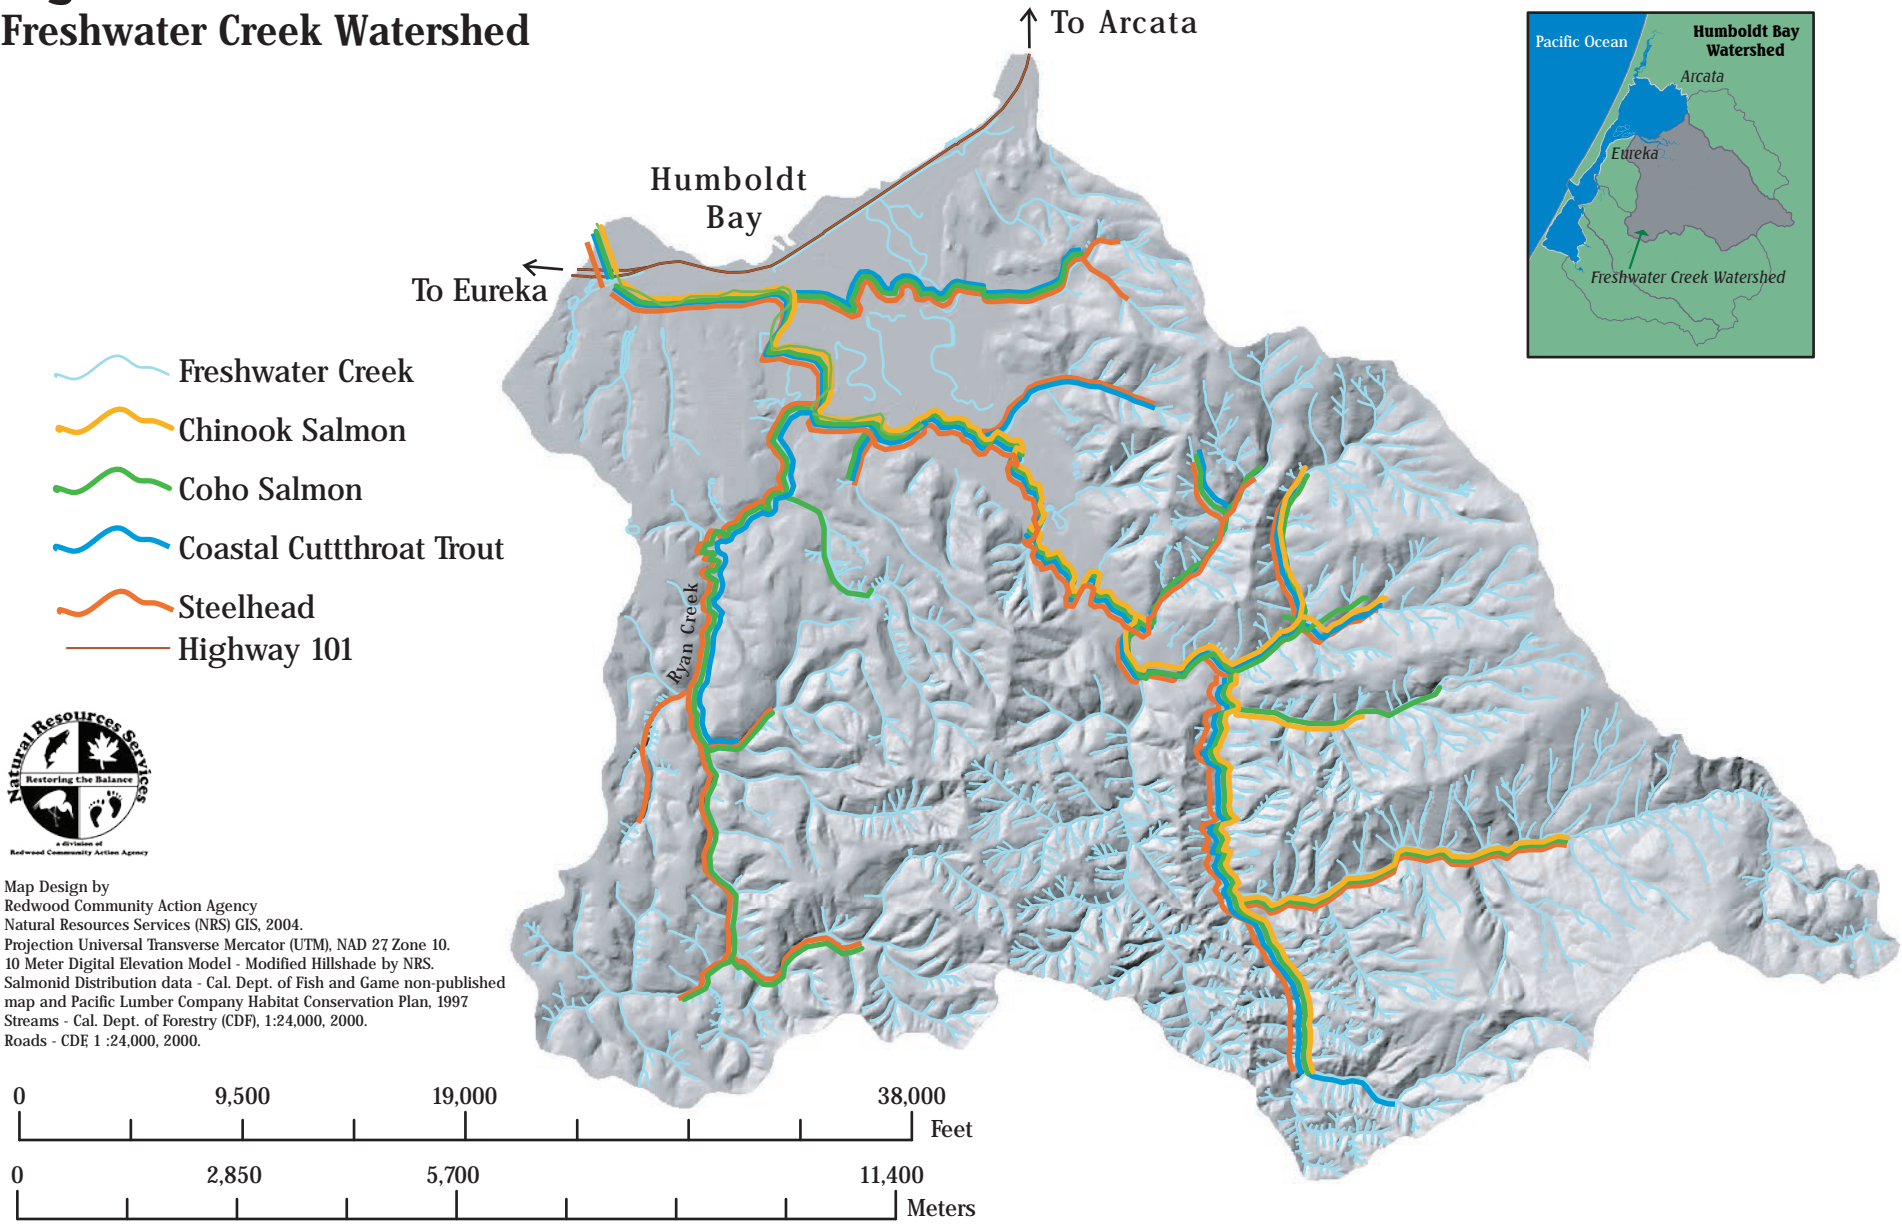 Freshwater Creek Watershed
To Arcata
Humboldt
Bay
To Eureka
Pacific Ocean
Humboldt Bay
Watershed
Arcata
Eureka
Freshwater Creek Watershed
Freshwater Creek
Chinook Salmon
Coho Salmon
Coastal Cuttthroat Trout
Steelhead
Highway 101
Ryan Creek
Natural Resources Services
Restoring the Balance
a division of
Redwood Community Action Agency
Map Design by
Redwood Community Action Agency
Natural Resources Services (NRS) GIS, 2004.
Projection Universal Transverse Mercator (UTM), NAD 27, Zone 10.
10 Meter Digital Elevation Model - Modified Hillshade by NRS.
Salmonid Distribution data - Cal. Dept. of Fish and Game non-published
map and Pacific Lumber Company Habitat Conservation Plan, 1997.
Streams - Cal. Dept. of Forestry (CDF), 1:24,000, 2000.
Roads - CDF, 1 :24,000, 2000.
0 9,500 19,000 38,000
Feet
0 2,850 5,700 11,400
Meters